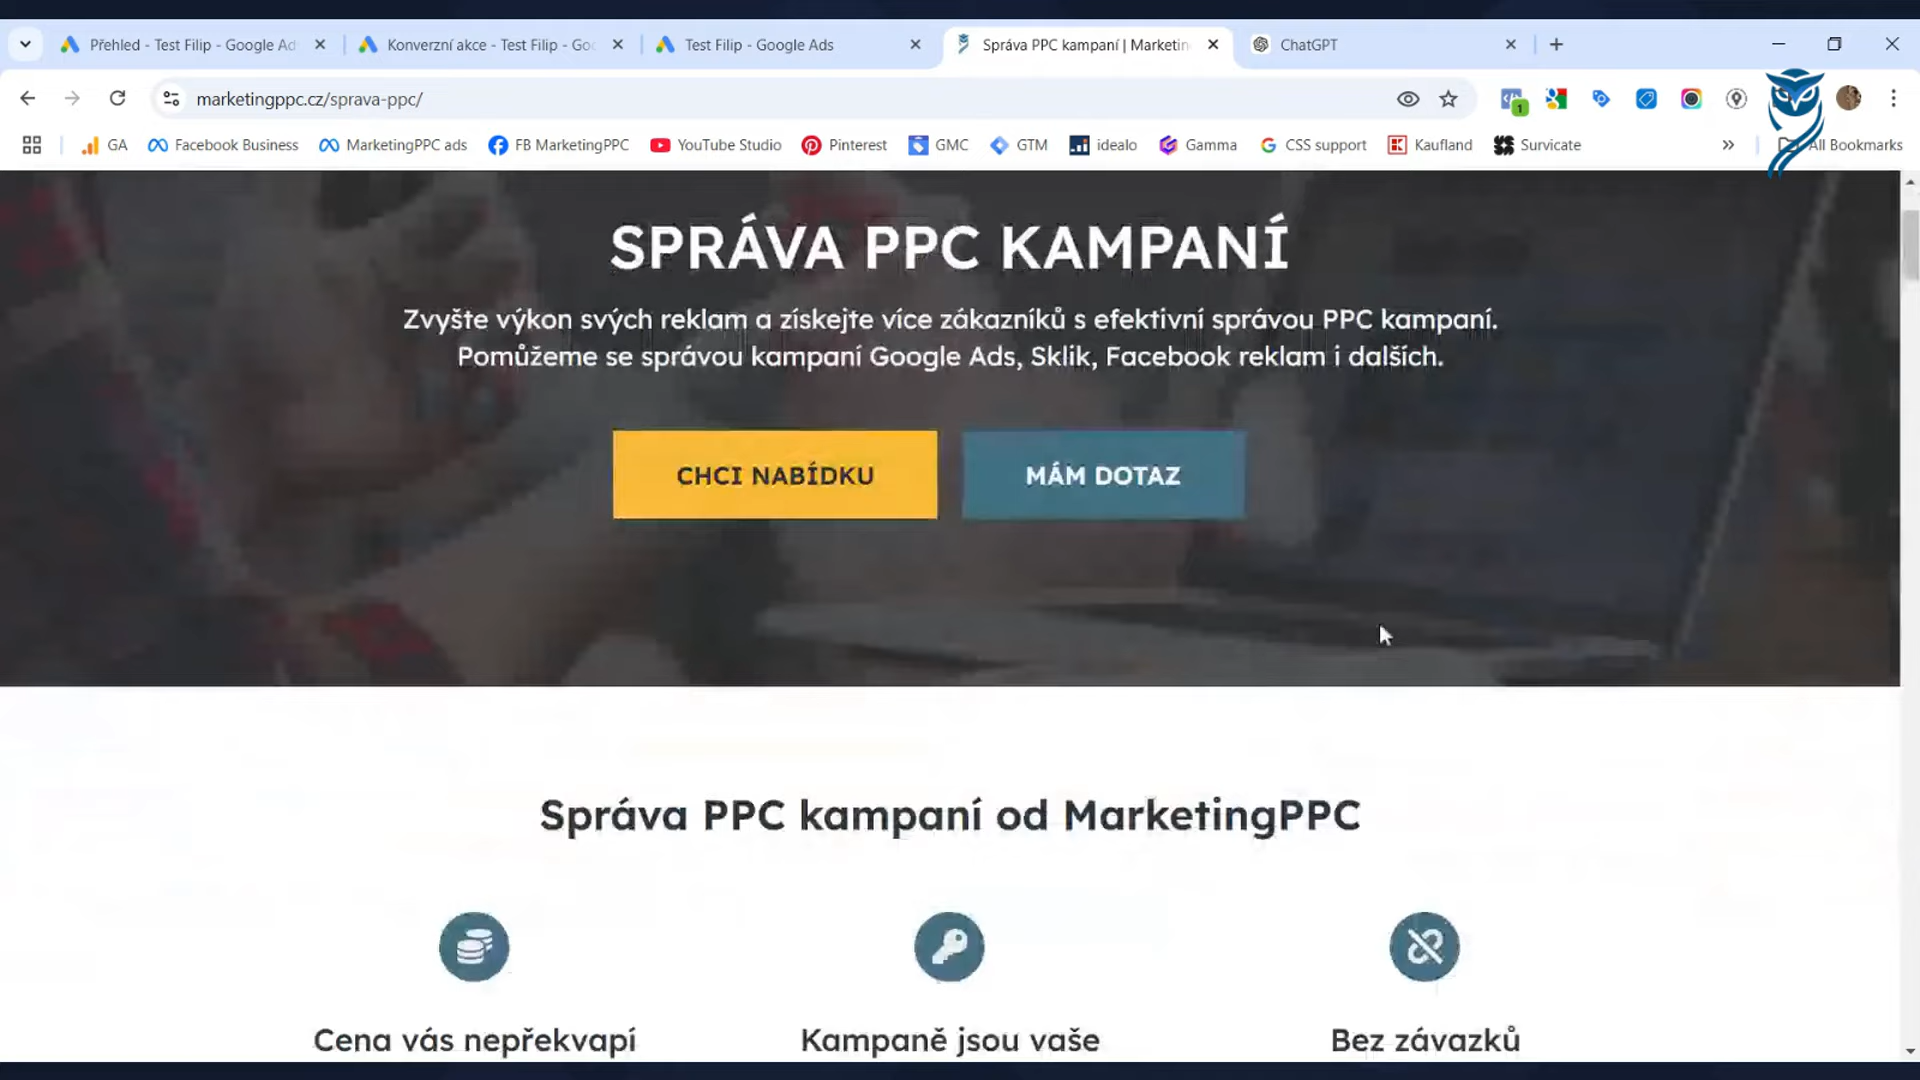 Přehled - Test Filip - Google Ad
Konverzní akce - Test Filip - Goo
Test Filip - Google Ads
Správa PPC kampaní | Marketin
ChatGPT
marketingppc.cz/sprava-ppc/
1
GA
Facebook Business
MarketingPPC ads
FB MarketingPPC
YouTube Studio
Pinterest
GMC
GTM
idealo
Gamma
CSS support
Kaufland
Survicate
All Bookmarks
SPRÁVA PPC KAMPANÍ
Zvyšte výkon svých reklam a získejte více zákazníků s efektivní správou PPC kampaní.
Pomůžeme se správou kampaní Google Ads, Sklik, Facebook reklam i dalších.
CHCI NABÍDKU
MÁM DOTAZ
Správa PPC kampaní od MarketingPPC
Cena vás nepřekvapí
Kampaně jsou vaše
Bez závazků